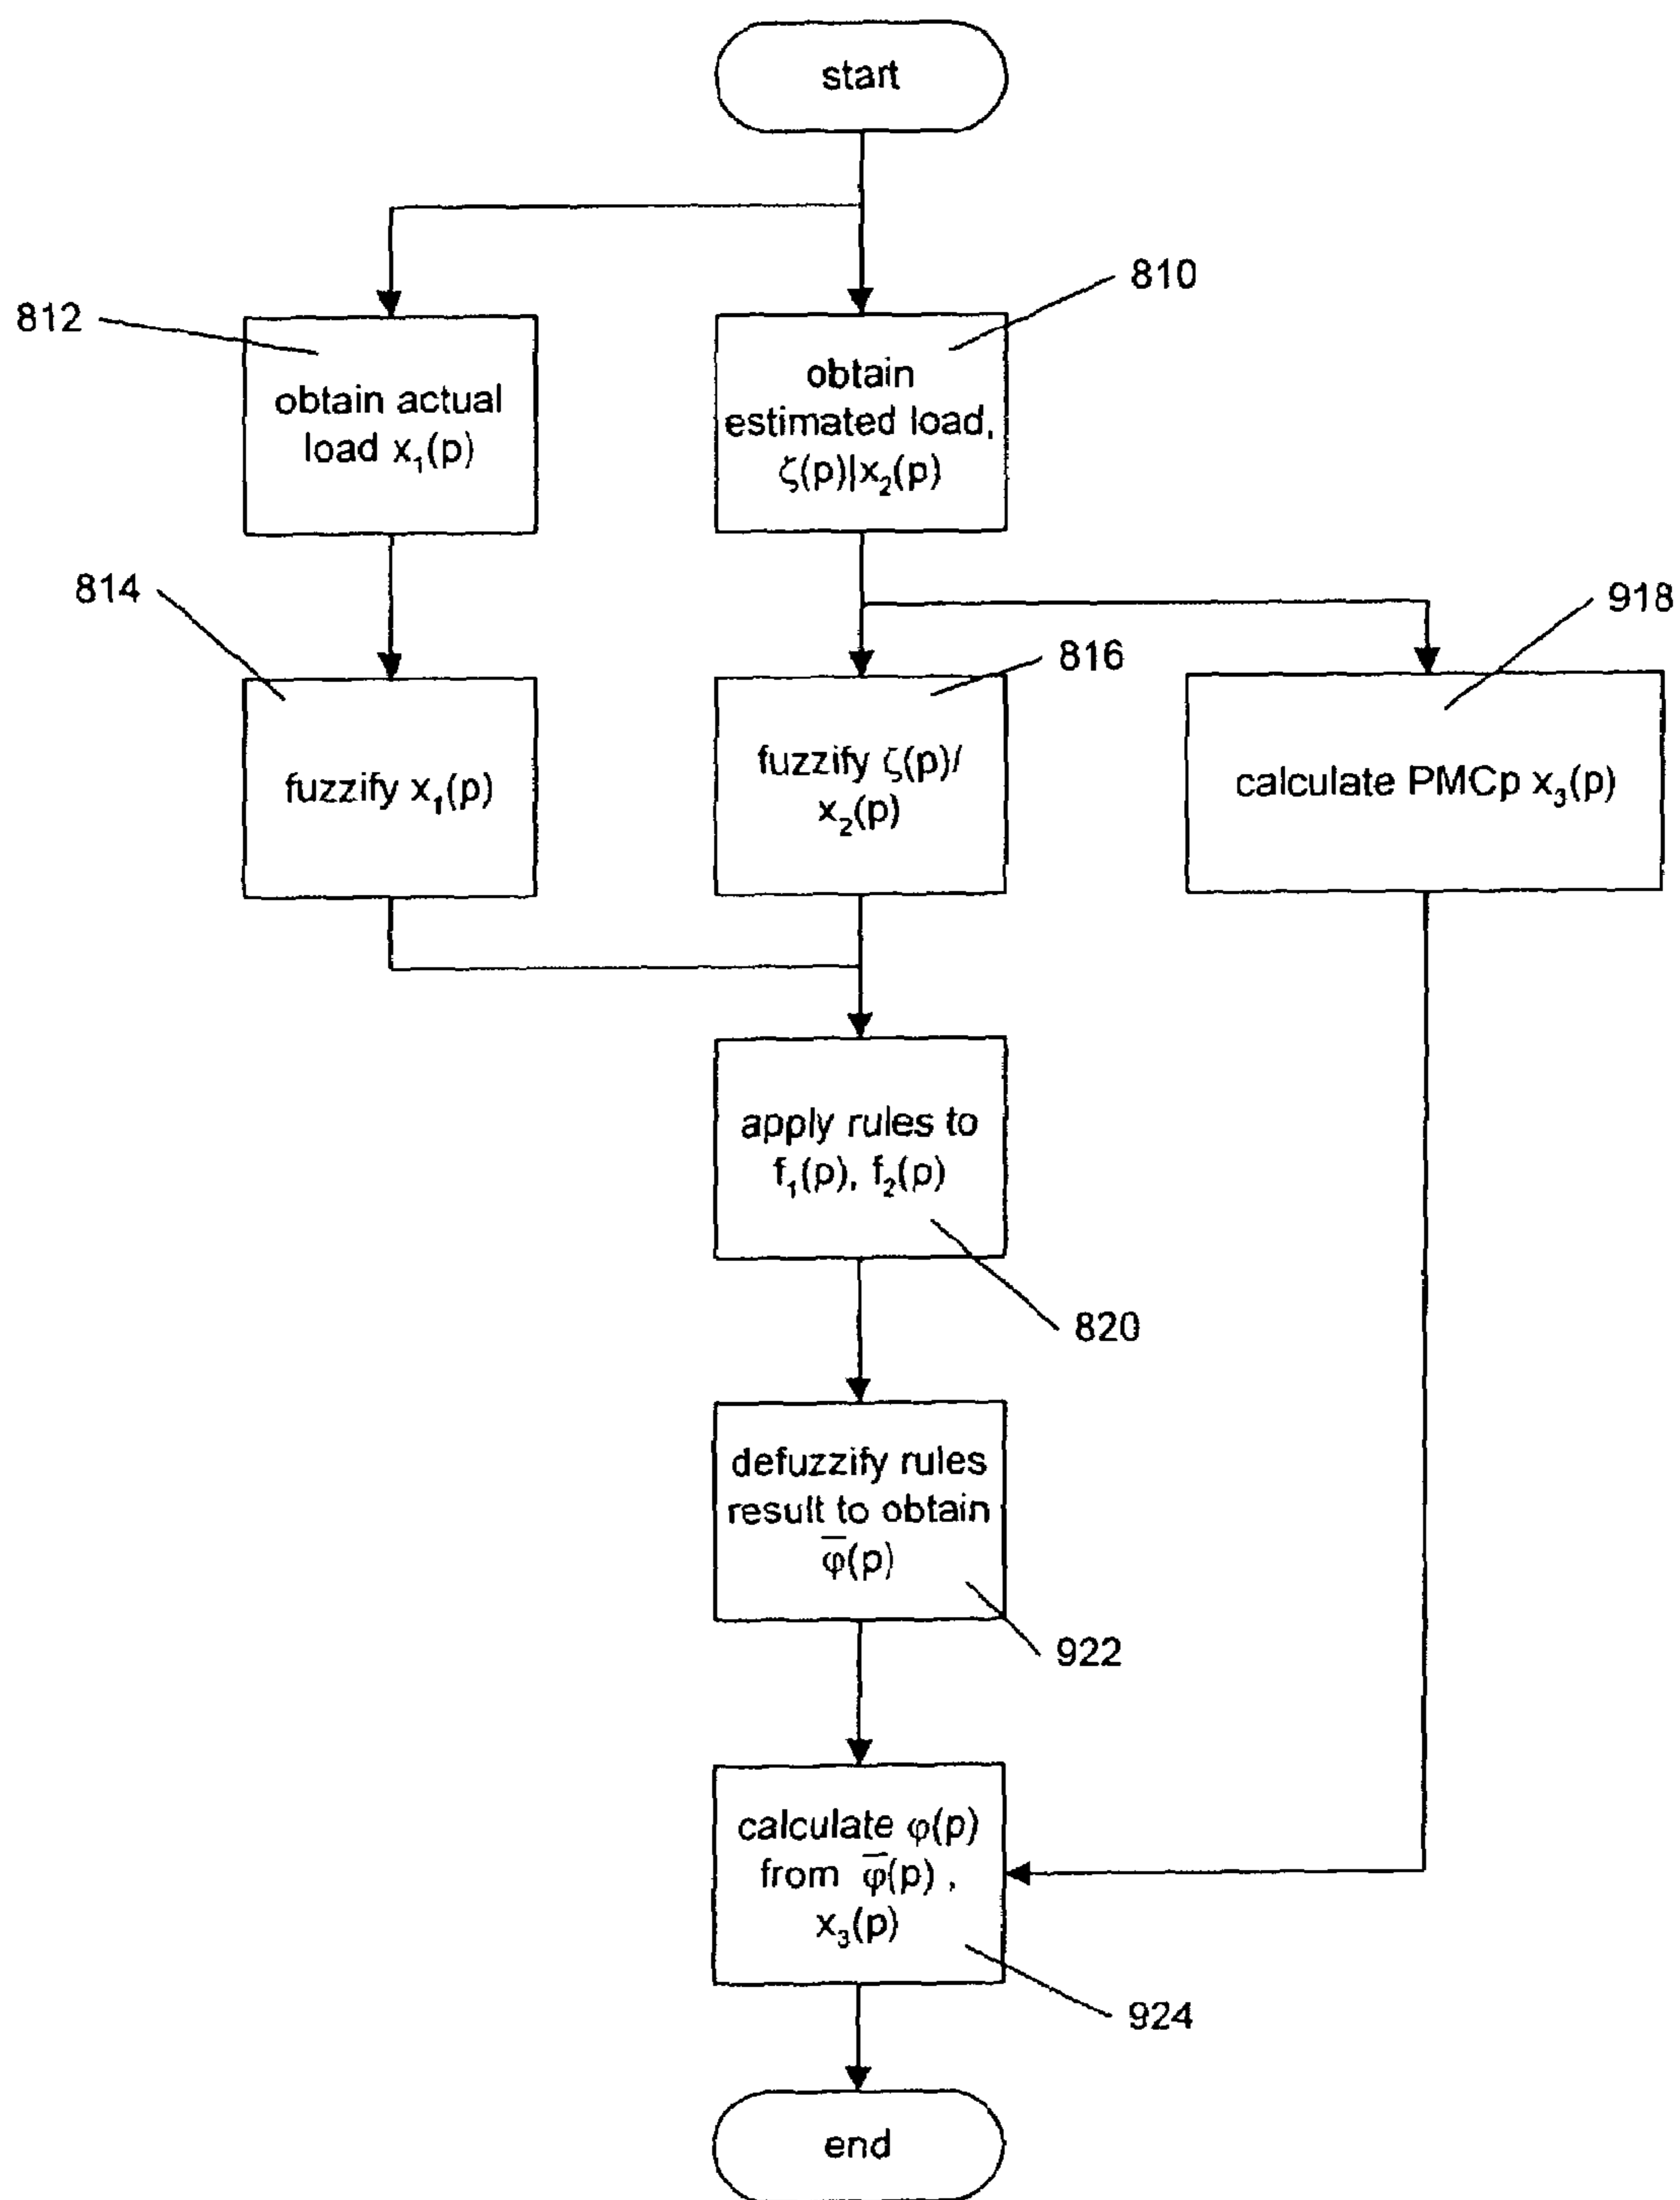 start
810
812
obtain actual
load x₁(p)
obtain
estimated load,
ζ(p)|x₂(p)
814
816
918
fuzzify x₁(p)
fuzzify ζ(p)/
x₂(p)
calculate PMCp x₃(p)
apply rules to
f₁(p), f₂(p)
820
defuzzify rules
result to obtain
φ̅(p)
922
calculate φ(p)
from φ̅(p) ,
x₃(p)
924
end